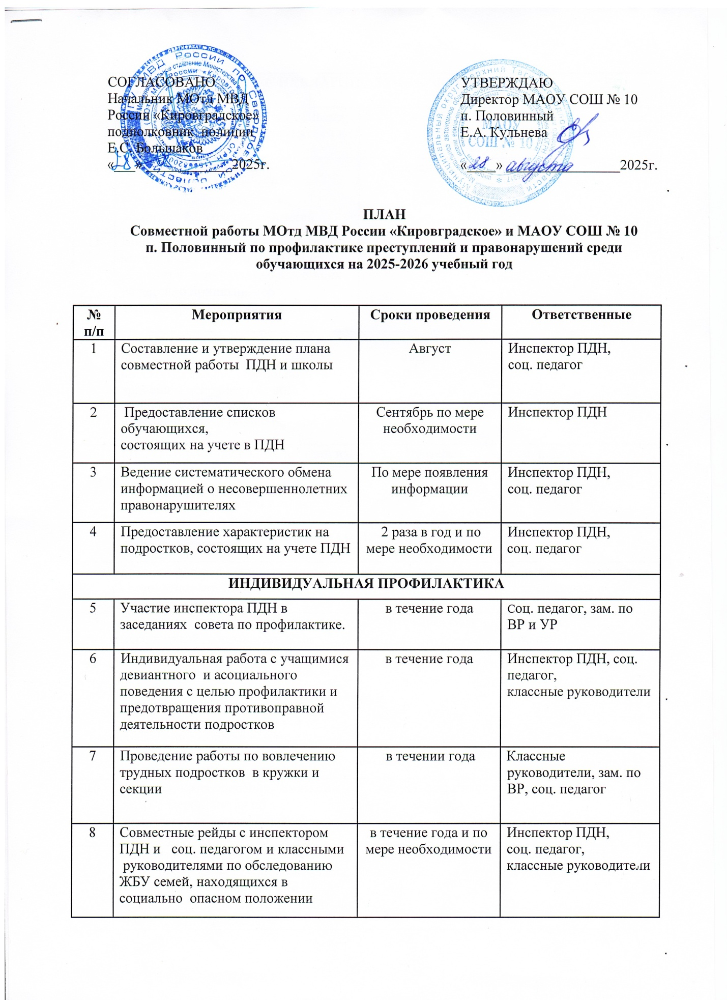 СОГЛАСОВАНО
Начальник МОтд МВД
России «Кировградское»
подполковник полиции
Е.С. Большаков
«28» 2025г.
УТВЕРЖДАЮ
Директор МАОУ СОШ № 10
п. Половинный
Е.А. Кульнева
«28» августа 2025г.
МАОУ
СОШ № 10
ПЛАН
Совместной работы МОтд МВД России «Кировградское» и МАОУ СОШ № 10
п. Половинный по профилактике преступлений и правонарушений среди
обучающихся на 2025-2026 учебный год
№
п/п
Мероприятия
Сроки проведения
Ответственные
1
Составление и утверждение плана
совместной работы ПДН и школы
Август
Инспектор ПДН,
соц. педагог
2
Предоставление списков
обучающихся,
состоящих на учете в ПДН
Сентябрь по мере
необходимости
Инспектор ПДН
3
Ведение систематического обмена
информацией о несовершеннолетних
правонарушителях
По мере появления
информации
Инспектор ПДН,
соц. педагог
4
Предоставление характеристик на
подростков, состоящих на учете ПДН
2 раза в год и по
мере необходимости
Инспектор ПДН,
соц. педагог
ИНДИВИДУАЛЬНАЯ ПРОФИЛАКТИКА
5
Участие инспектора ПДН в
заседаниях совета по профилактике.
в течение года
Соц. педагог, зам. по
ВР и УР
6
Индивидуальная работа с учащимися
девиантного и асоциального
поведения с целью профилактики и
предотвращения противоправной
деятельности подростков
в течение года
Инспектор ПДН, соц.
педагог,
классные руководители
7
Проведение работы по вовлечению
трудных подростков в кружки и
секции
в течении года
Классные
руководители, зам. по
ВР, соц. педагог
8
Совместные рейды с инспектором
ПДН и соц. педагогом и классными
руководителями по обследованию
ЖБУ семей, находящихся в
социально опасном положении
в течение года и по
мере необходимости
Инспектор ПДН,
соц. педагог,
классные руководители